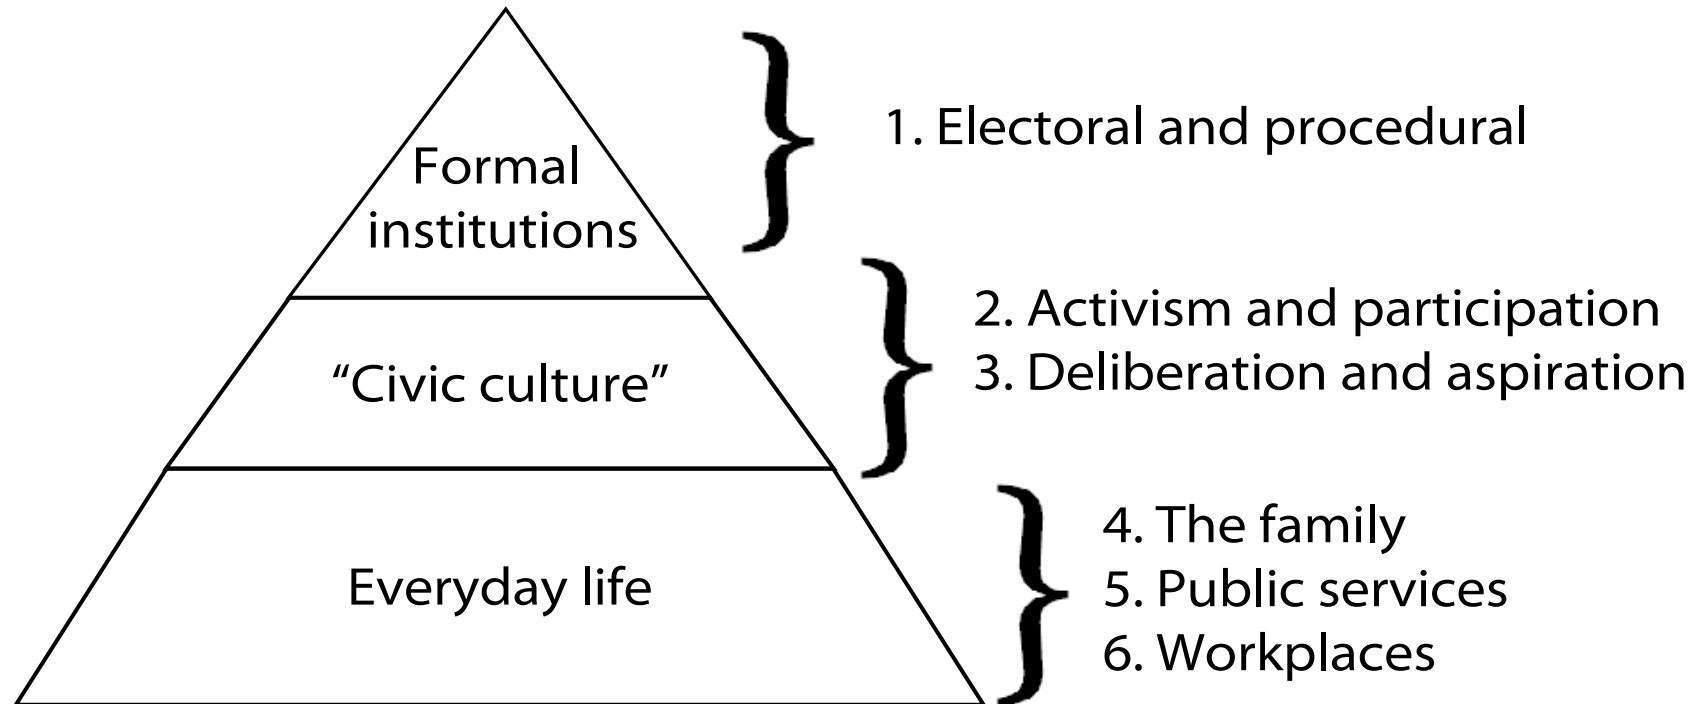 Formal
institutions
1. Electoral and procedural
“Civic culture”
2. Activism and participation
3. Deliberation and aspiration
Everyday life
4. The family
5. Public services
6. Workplaces